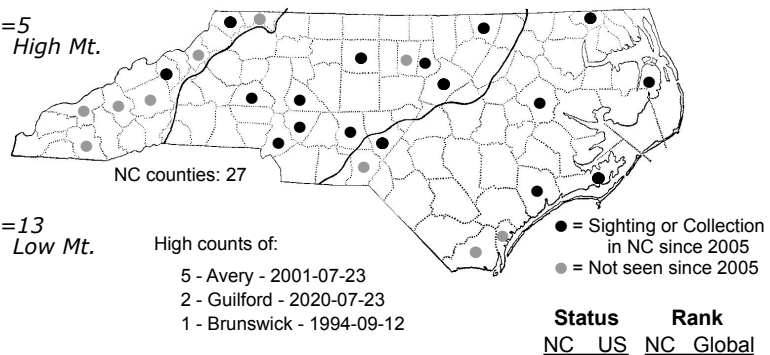 =5
High Mt.
NC counties: 27
=13
Low Mt.
High counts of:
5 - Avery - 2001-07-23
2 - Guilford - 2020-07-23
1 - Brunswick - 1994-09-12
= Sighting or Collection
in NC since 2005
= Not seen since 2005
Status Rank
NC US NC Global